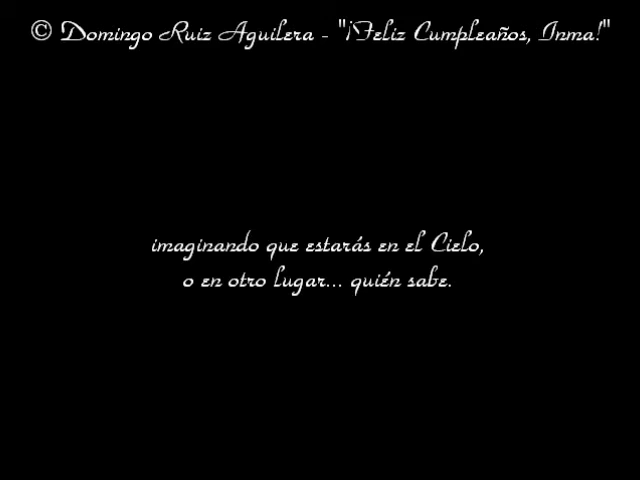 © Domingo Ruiz Aguilera - "¡Feliz Cumpleaños, Inma!"
imaginando que estarás en el Cielo,
o en otro lugar... quién sabe.